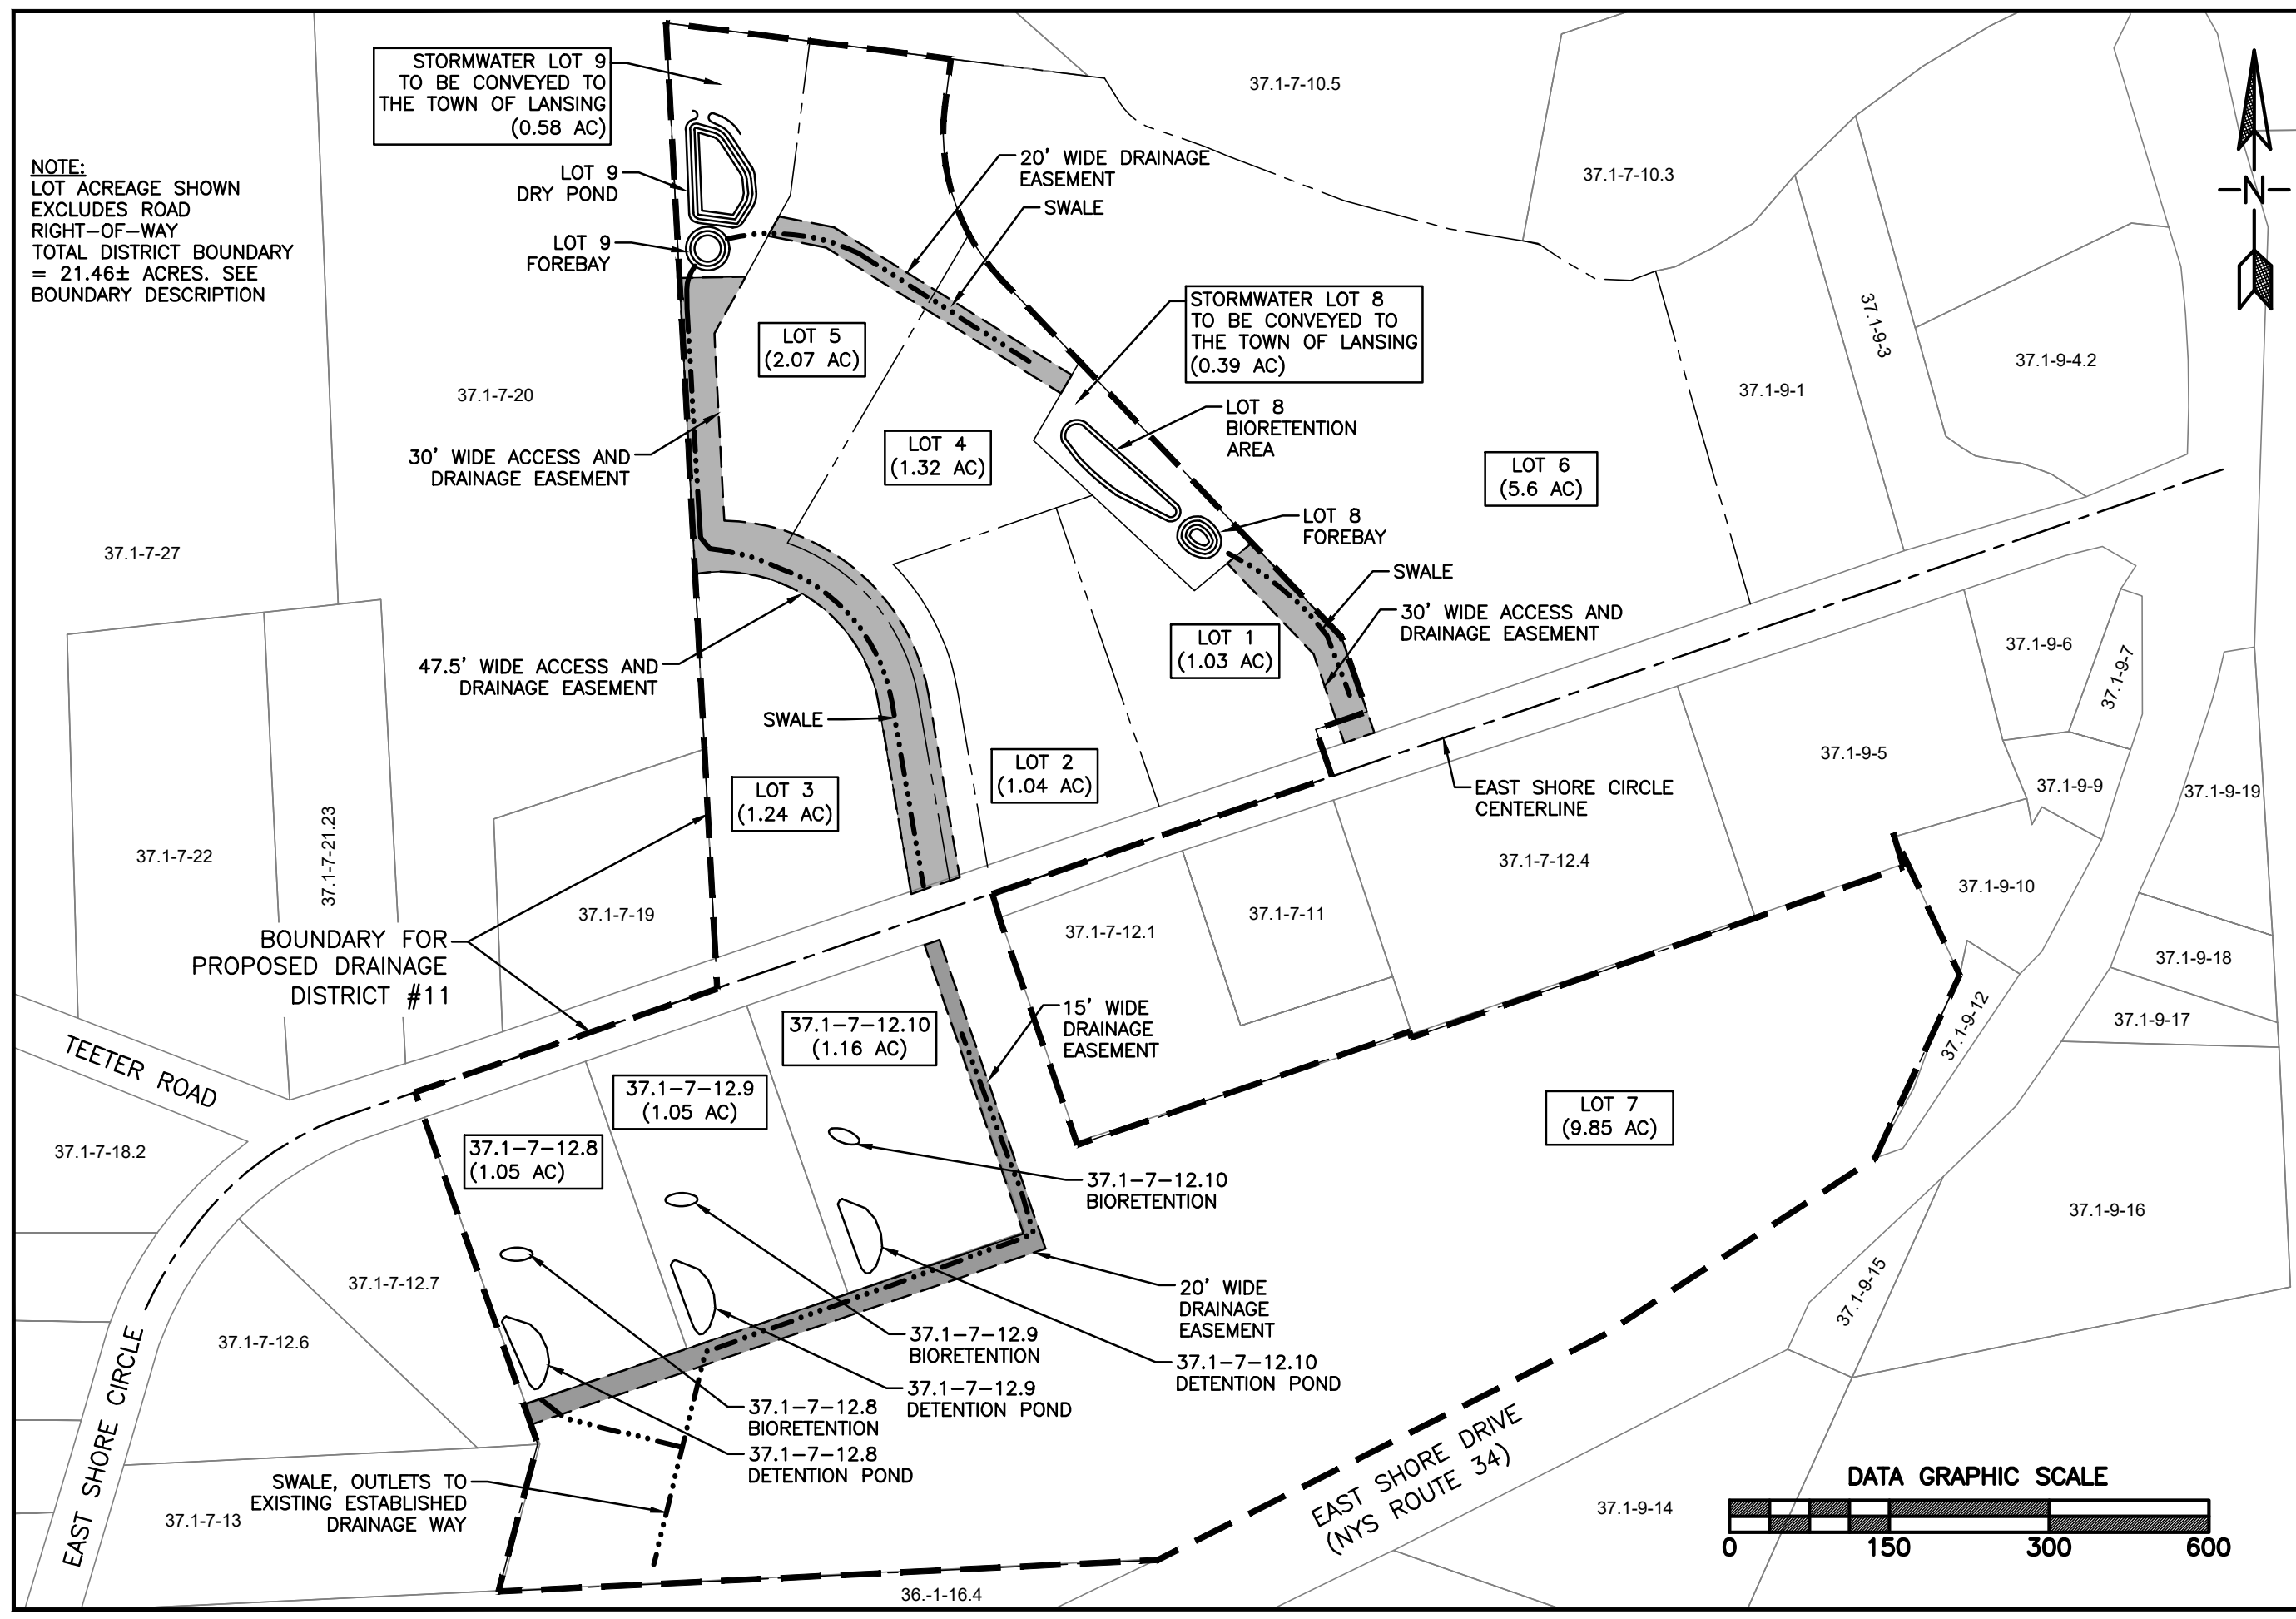 STORMWATER LOT 9
TO BE CONVEYED TO
THE TOWN OF LANSING
(0.58 AC)
NOTE:
LOT ACREAGE SHOWN
EXCLUDES ROAD
RIGHT-OF-WAY
TOTAL DISTRICT BOUNDARY
= 21.46± ACRES. SEE
BOUNDARY DESCRIPTION
LOT 9
DRY POND
LOT 9
FOREBAY
20' WIDE DRAINAGE
EASEMENT
SWALE
37.1-7-10.5
37.1-7-10.3
N
STORMWATER LOT 8
TO BE CONVEYED TO
THE TOWN OF LANSING
(0.39 AC)
37.1-9-3
37.1-9-4.2
37.1-9-1
LOT 5
(2.07 AC)
37.1-7-20
LOT 8
BIORETENTION
AREA
LOT 4
(1.32 AC)
LOT 6
(5.6 AC)
30' WIDE ACCESS AND
DRAINAGE EASEMENT
LOT 8
FOREBAY
37.1-7-27
SWALE
30' WIDE ACCESS AND
DRAINAGE EASEMENT
LOT 1
(1.03 AC)
37.1-9-6
37.1-9-7
47.5' WIDE ACCESS AND
DRAINAGE EASEMENT
SWALE
LOT 2
(1.04 AC)
LOT 3
(1.24 AC)
EAST SHORE CIRCLE
CENTERLINE
37.1-9-5
37.1-9-9
37.1-9-19
37.1-7-22
37.1-7-21.23
37.1-7-19
37.1-7-12.4
37.1-9-10
37.1-7-11
37.1-7-12.1
BOUNDARY FOR
PROPOSED DRAINAGE
DISTRICT #11
37.1-9-18
37.1-9-12
37.1-9-17
TEETER ROAD
37.1-7-12.10
(1.16 AC)
15' WIDE
DRAINAGE
EASEMENT
37.1-7-12.9
(1.05 AC)
LOT 7
(9.85 AC)
37.1-7-18.2
37.1-7-12.8
(1.05 AC)
37.1-7-12.10
BIORETENTION
37.1-9-16
37.1-7-12.7
37.1-7-12.6
20' WIDE
DRAINAGE
EASEMENT
37.1-9-15
37.1-7-12.9
BIORETENTION
37.1-7-12.10
DETENTION POND
37.1-7-12.9
DETENTION POND
37.1-7-12.8
BIORETENTION
37.1-7-12.8
DETENTION POND
EAST SHORE CIRCLE
SWALE, OUTLETS TO
EXISTING ESTABLISHED
DRAINAGE WAY
37.1-7-13
EAST SHORE DRIVE
(NYS ROUTE 34)
37.1-9-14
DATA GRAPHIC SCALE
0 150 300 600
36.-1-16.4